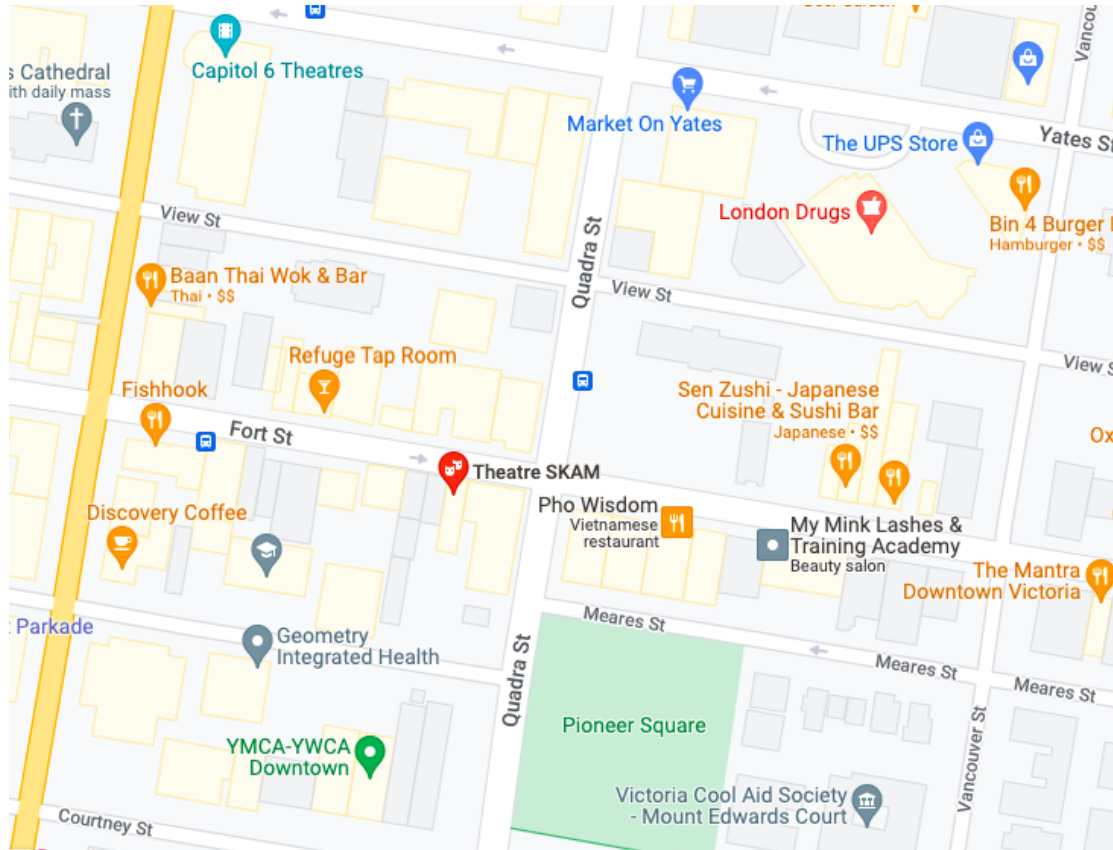 Capitol 6 Theatres
s Cathedral
ith daily mass
Market On Yates
Yates St
The UPS Store
London Drugs
Bin 4 Burger
Hamburger • $$
View St
Quadra St
Baan Thai Wok & Bar
Thai • $$
View St
Refuge Tap Room
View S
Fishhook
Sen Zushi - Japanese
Cuisine & Sushi Bar
Japanese • $$
Fort St
Ox
Theatre SKAM
Discovery Coffee
Pho Wisdom
Vietnamese
restaurant
My Mink Lashes &
Training Academy
Beauty salon
The Mantra
Downtown Victoria
Parkade
Geometry
Integrated Health
Meares St
Meares St
Meares St
Quadra St
Pioneer Square
Vancouver St
YMCA-YWCA
Downtown
Victoria Cool Aid Society
- Mount Edwards Court
Courtney St